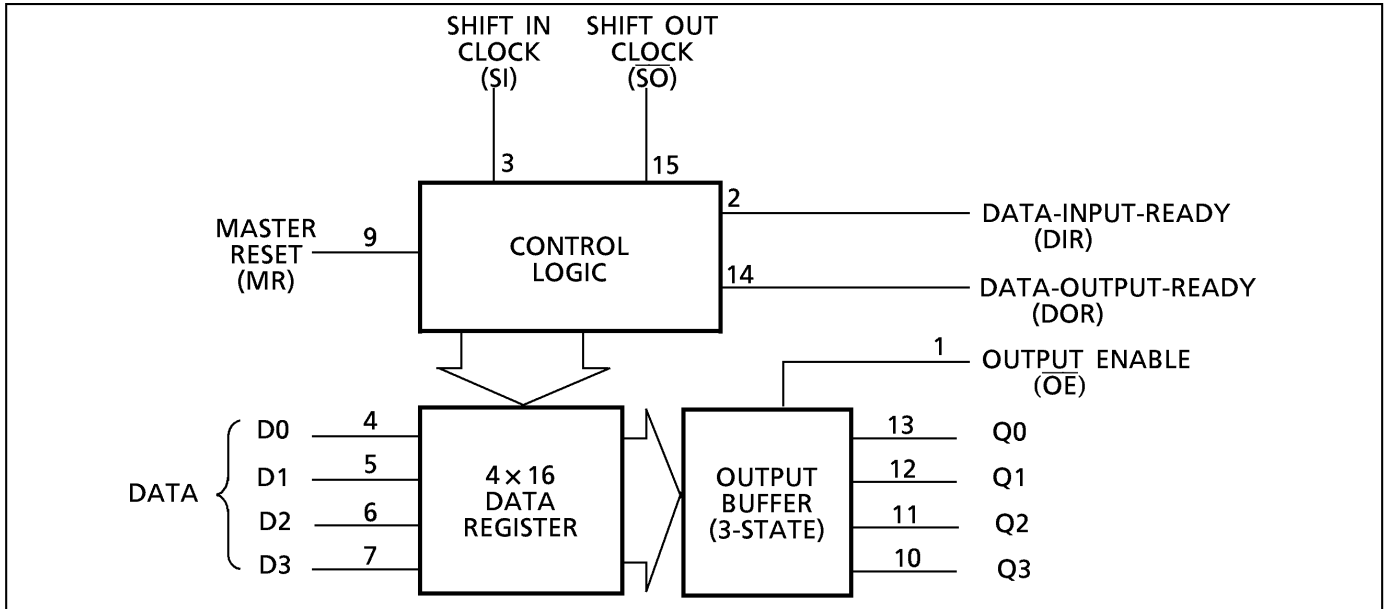 SHIFT IN
CLOCK
(SI)
SHIFT OUT
CLOCK
(S̅O̅)
3
15
MASTER
RESET
(MR)
9
CONTROL
LOGIC
2
DATA-INPUT-READY
(DIR)
14
DATA-OUTPUT-READY
(DOR)
1
OUTPUT ENABLE
(O̅E̅)
DATA
D0
4
D1
5
D2
6
D3
7
4 × 16
DATA
REGISTER
OUTPUT
BUFFER
(3-STATE)
13
Q0
12
Q1
11
Q2
10
Q3